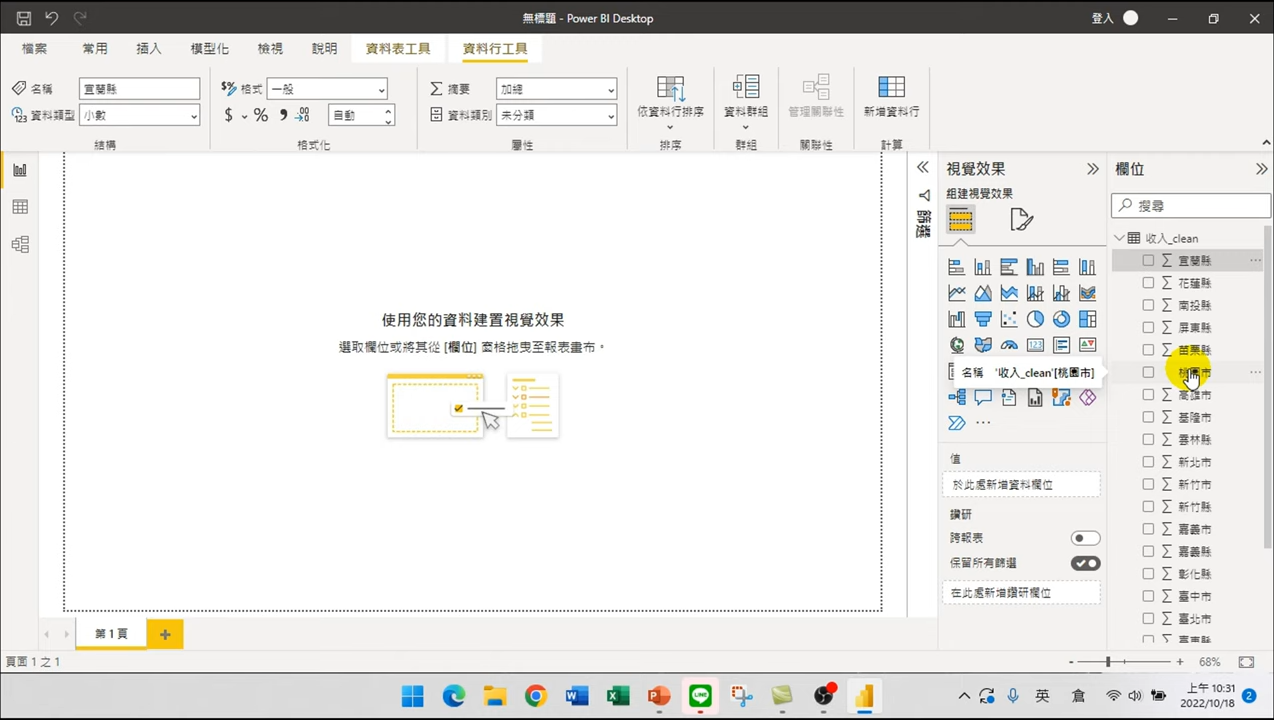 無標題 - Power BI Desktop
登入
檔案 常用 插入 模型化 檢視 說明 資料表工具 資料行工具
名稱 宜蘭縣
資料類型 小數
結構
格式 一般
$ % 自動
格式化
摘要 加總
資料類別 未分類
屬性
依資料行排序
排序
資料群組
群組
管理關聯性
關聯性
新增資料行
計算
使用您的資料建置視覺效果
選取欄位或將其從 [欄位] 窗格拖曳至報表畫布。
篩選
視覺效果
組建視覺效果
123
名稱 '收入_clean'[桃園市]
值
於此處新增資料欄位
鑽研
跨報表
保留所有篩選
在此處新增鑽研欄位
欄位
搜尋
收入_clean
宜蘭縣
花蓮縣
南投縣
屏東縣
苗栗縣
桃園市
高雄市
基隆市
雲林縣
新北市
新竹市
新竹縣
嘉義市
嘉義縣
彰化縣
臺中市
臺北市
臺東縣
第 1 頁
頁面 1 之 1
68%
英
倉
上午 10:31
2022/10/18
2